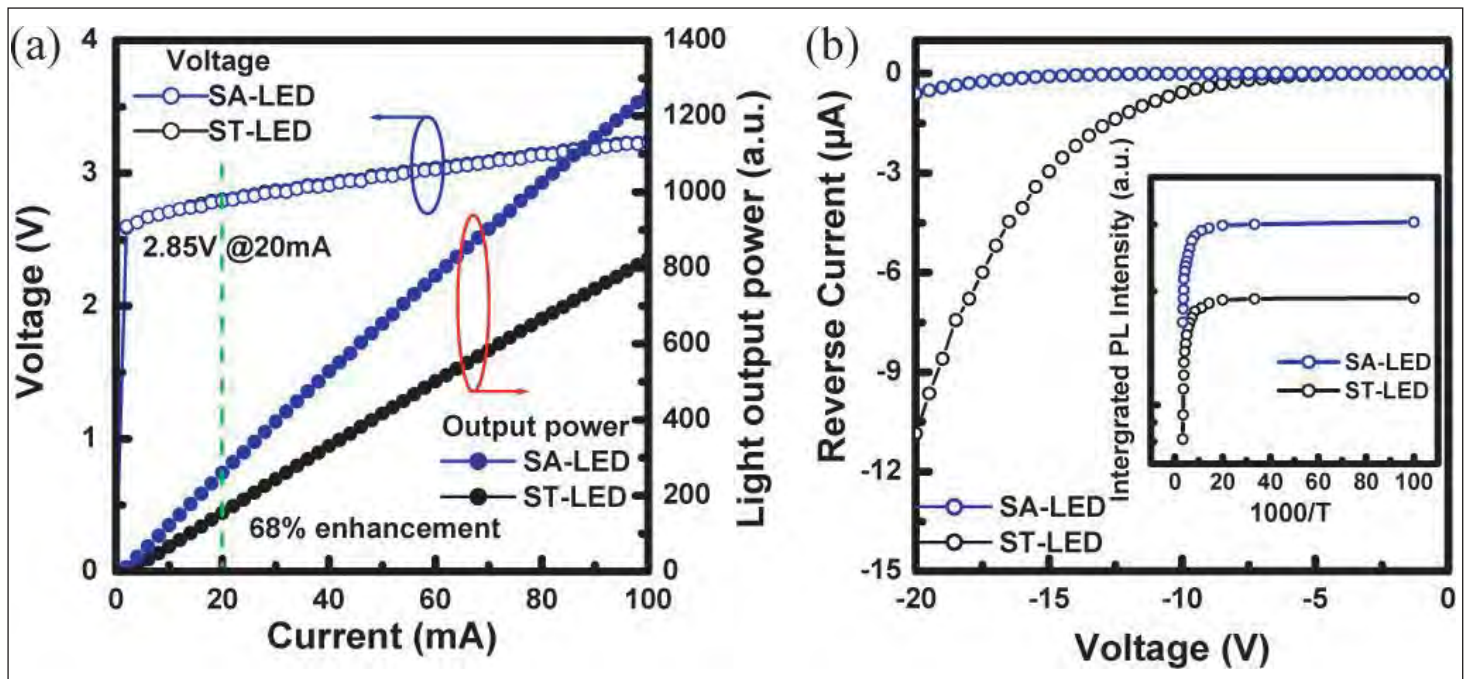 (a)
4
3
2
1
0
Voltage (V)
Voltage
SA-LED
ST-LED
2.85V @20mA
68% enhancement
Output power
SA-LED
ST-LED
1400
1200
1000
800
600
400
200
0
Light output power (a.u.)
0 20 40 60 80 100
Current (mA)
(b)
0
-3
-6
-9
-12
-15
Reverse Current (µA)
SA-LED
ST-LED
Intergrated PL Intensity (a.u.)
SA-LED
ST-LED
0 20 40 60 80 100
1000/T
-20 -15 -10 -5 0
Voltage (V)